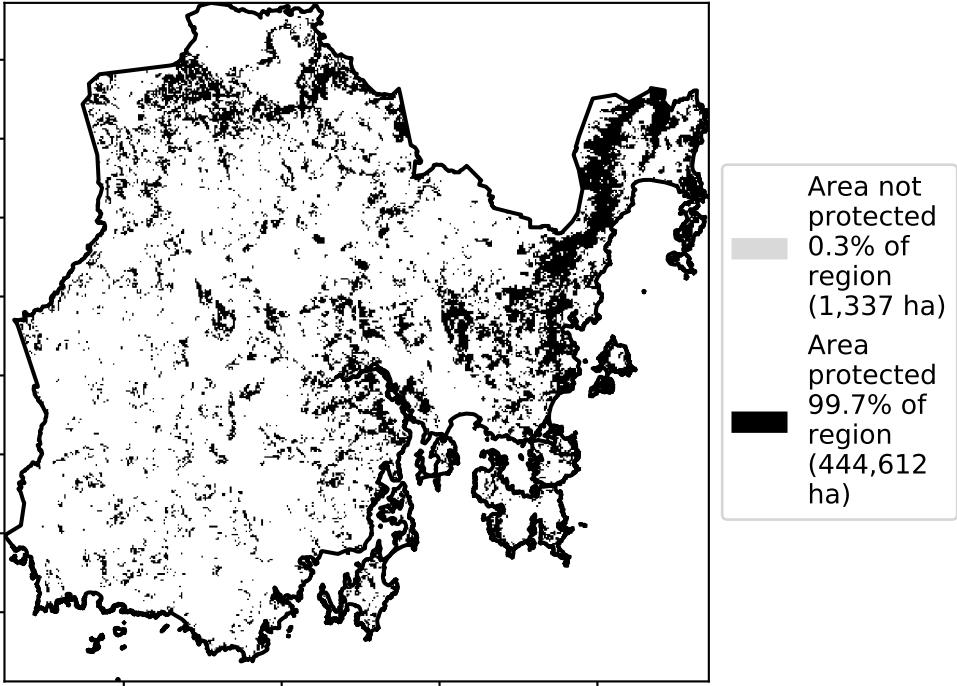 Area not
protected
0.3% of
region
(1,337 ha)
Area
protected
99.7% of
region
(444,612
ha)